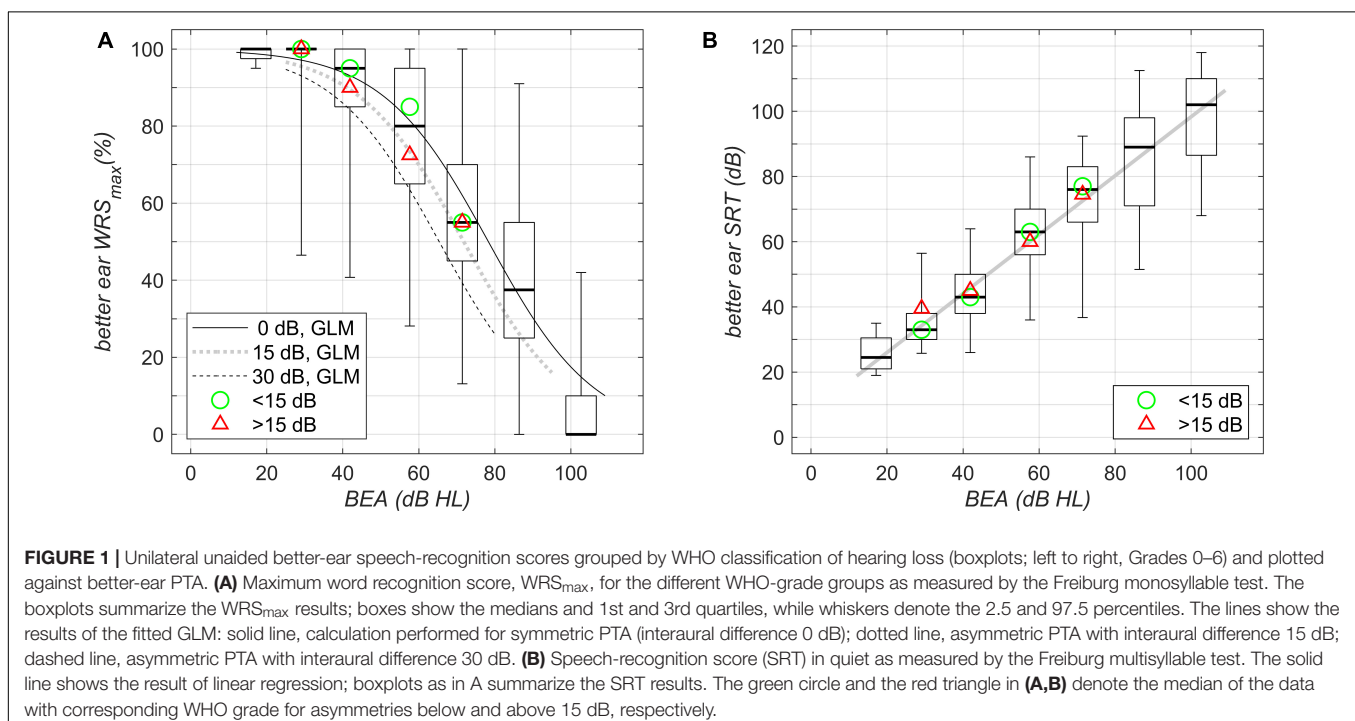 A
100
80
60
40
20
0
better ear WRSmax(%)
0 dB, GLM
15 dB, GLM
30 dB, GLM
<15 dB
>15 dB
0 20 40 60 80 100
BEA (dB HL)
B
120
100
80
60
40
20
0
better ear SRT (dB)
<15 dB
>15 dB
0 20 40 60 80 100
BEA (dB HL)
FIGURE 1 | Unilateral unaided better-ear speech-recognition scores grouped by WHO classification of hearing loss (boxplots; left to right, Grades 0–6) and plotted
against better-ear PTA. (A) Maximum word recognition score, WRSmax, for the different WHO-grade groups as measured by the Freiburg monosyllable test. The
boxplots summarize the WRSmax results; boxes show the medians and 1st and 3rd quartiles, while whiskers denote the 2.5 and 97.5 percentiles. The lines show the
results of the fitted GLM: solid line, calculation performed for symmetric PTA (interaural difference 0 dB); dotted line, asymmetric PTA with interaural difference 15 dB;
dashed line, asymmetric PTA with interaural difference 30 dB. (B) Speech-recognition score (SRT) in quiet as measured by the Freiburg multisyllable test. The solid
line shows the result of linear regression; boxplots as in A summarize the SRT results. The green circle and the red triangle in (A,B) denote the median of the data
with corresponding WHO grade for asymmetries below and above 15 dB, respectively.